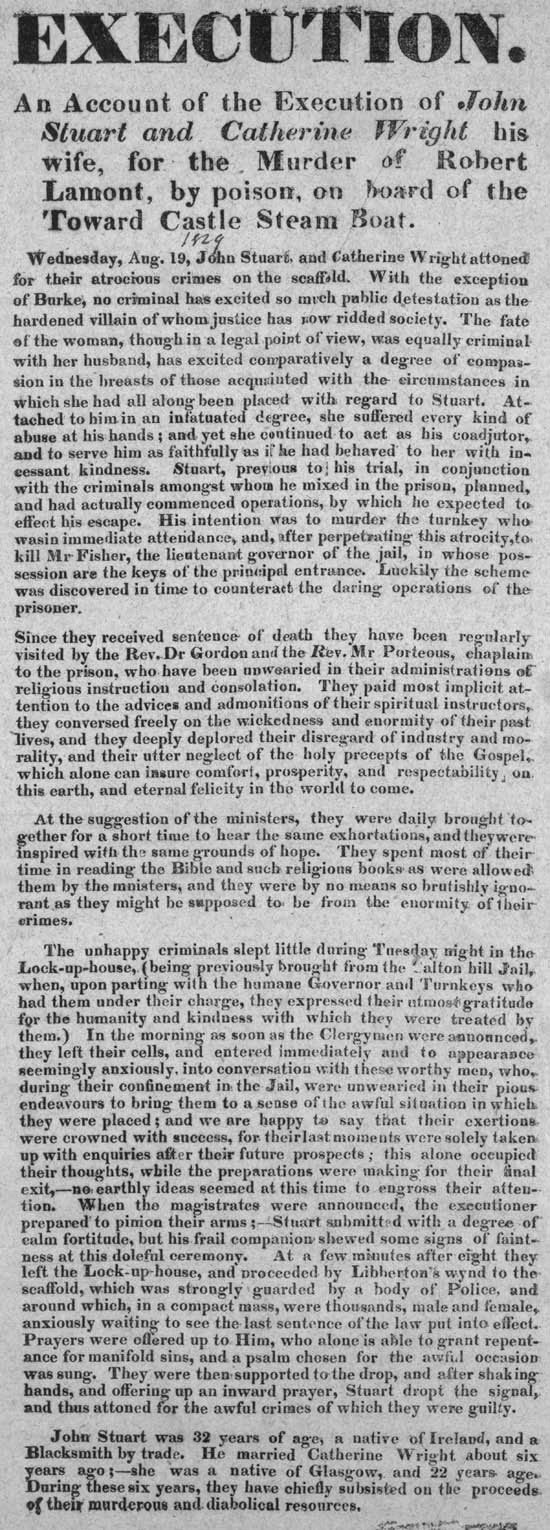 EXECUTION.
An Account of the Execution of John
Stuart and Catherine Wright his
wife, for the Murder of Robert
Lamont, by poison, on board of the
Toward Castle Steam Boat.
1829
Wednesday, Aug. 19, John Stuart, and Catherine Wright attoned
for their atrocious crimes on the scaffold. With the exception
of Burke, no criminal has excited so much public detestation as the
hardened villain of whom justice has now ridded society. The fate
of the woman, though in a legal point of view, was equally criminal
with her husband, has excited comparatively a degree of compas-
sion in the breasts of those acquainted with the circumstances in
which she had all along been placed with regard to Stuart. At-
tached to him in an infatuated degree, she suffered every kind of
abuse at his hands; and yet she continued to act as his coadjutor,
and to serve him as faithfully as if he had behaved to her with in-
cessant kindness. Stuart, previous to his trial, in conjunction
with the criminals amongst whom he mixed in the prison, planned,
and had actually commenced operations, by which he expected to
effect his escape. His intention was to murder the turnkey who
wasin immediate attendance, and, after perpetrating this atrocity, to
kill Mr Fisher, the lieutenant governor of the jail, in whose pos-
session are the keys of the principal entrance. Luckily the scheme
was discovered in time to counteract the daring operations of the
prisoner.
Since they received sentence of death they have been regularly
visited by the Rev. Dr Gordon and the Rev. Mr Porteous, chaplain
to the prison, who have been unwearied in their administrations of
religious instruction and consolation. They paid most implicit at-
tention to the advices and admonitions of their spiritual instructors,
they conversed freely on the wickedness and enormity of their past
lives, and they deeply deplored their disregard of industry and mo-
rality, and their utter neglect of the holy precepts of the Gospel,
which alone can insure comfort, prosperity, and respectability, on
this earth, and eternal felicity in the world to come.
At the suggestion of the ministers, they were daily brought to-
gether for a short time to hear the same exhortations, and they were
inspired with the same grounds of hope. They spent most of their
time in reading the Bible and such religious books as were allowed
them by the mnisters, and they were by no means so brutishly igno-
rant as they might be supposed to be from the enormity of their
crimes.
The unhappy criminals slept little during Tuesday night in the
Lock-up-house, (being previously brought from the Calton hill Jail,
when, upon parting with the humane Governor and Turnkeys who
had them under their charge, they expressed their utmost gratitude
for the humanity and kindness with which they were treated by
them.) In the morning as soon as the Clergymen were announced,
they left their cells, and entered immediately and to appearance
seemingly anxiously, into conversation with these worthy men, who,
during their confinement in the Jail, were unwearied in their pious
endeavours to bring them to a sense of the awful situation in which
they were placed; and we are happy to say that their exertions
were crowned with success, for their last moments were solely taken
up with enquiries after their future prospects; this alone occupied
their thoughts, while the preparations were making for their final
exit,—no earthly ideas seemed at this time to engross their atten-
tion. When the magistrates were announced, the executioner
prepared to pinion their arms;—Stuart submitted with a degree of
calm fortitude, but his frail companion shewed some signs of faint-
ness at this doleful ceremony. At a few minutes after eight they
left the Lock-up-house, and proceeded by Libberton's wynd to the
scaffold, which was strongly guarded by a body of Police, and
around which, in a compact mass, were thousands, male and female,
anxiously waiting to see the last sentence of the law put into effect.
Prayers were offered up to Him, who alone is able to grant repent-
ance for manifold sins, and a psalm chosen for the awful occasion
was sung. They were then supported to the drop, and after shaking
hands, and offering up an inward prayer, Stuart dropt the signal,
and thus attoned for the awful crimes of which they were guilty.
John Stuart was 32 years of age, a native of Ireland, and a
Blacksmith by trade. He married Catherine Wright about six
years ago;—she was a native of Glasgow, and 22 years age.
During these six years, they have chiefly subsisted on the proceeds
of their murderous and diabolical resources.